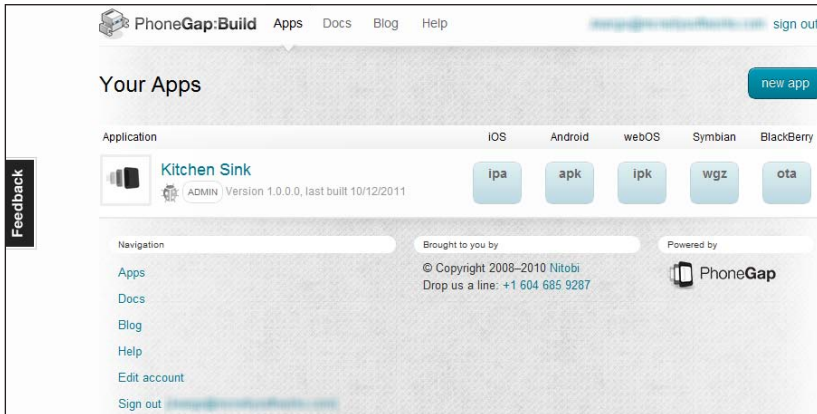 PhoneGap:Build Apps Docs Blog Help sign out
Your Apps new app
Application iOS Android webOS Symbian BlackBerry
Kitchen Sink ipa apk ipk wgz ota
ADMIN Version 1.0.0.0, last built 10/12/2011
Feedback
Navigation Brought to you by Powered by
Apps © Copyright 2008–2010 Nitobi PhoneGap
Docs Drop us a line: +1 604 685 9287
Blog
Help
Edit account
Sign out